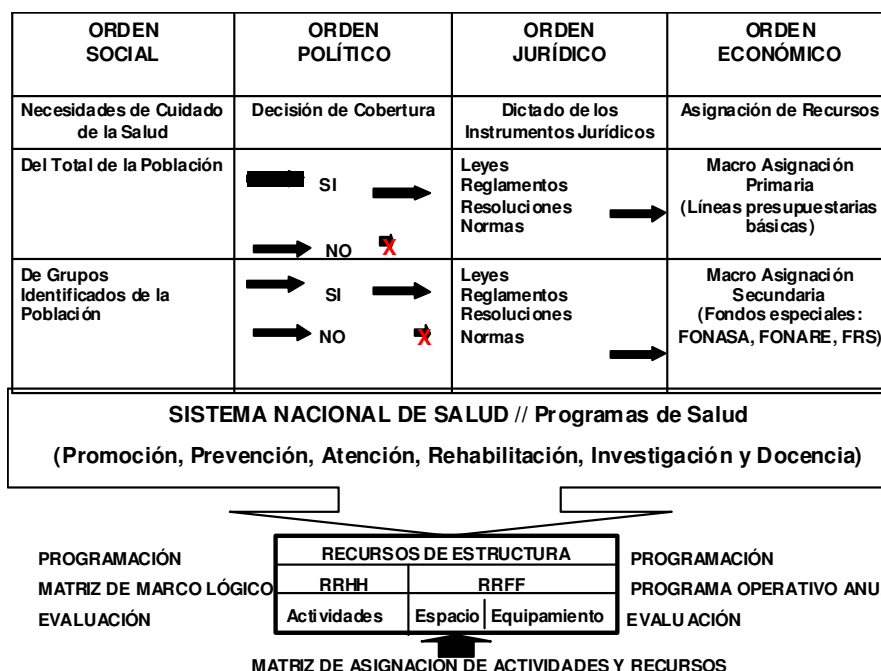 ORDEN SOCIAL
ORDEN POLÍTICO
ORDEN JURÍDICO
ORDEN ECONÓMICO
Necesidades de Cuidado
de la Salud
Decisión de Cobertura
Dictado de los
Instrumentos Jurídicos
Asignación de Recursos
Del Total de la Población
SI
NO
X
Leyes
Reglamentos
Resoluciones
Normas
Macro Asignación
Primaria
(Líneas presupuestarias
básicas)
De Grupos
Identificados de la
Población
SI
NO
X
Leyes
Reglamentos
Resoluciones
Normas
Macro Asignación
Secundaria
(Fondos especiales:
FONASA, FONARE, FRS)
SISTEMA NACIONAL DE SALUD // Programas de Salud
(Promoción, Prevención, Atención, Rehabilitación, Investigación y Docencia)
PROGRAMACIÓN
MATRIZ DE MARCO LÓGICO
EVALUACIÓN
RECURSOS DE ESTRUCTURA
RRHH
RRFF
Actividades
Espacio
Equipamiento
PROGRAMACIÓN
PROGRAMA OPERATIVO ANU
EVALUACIÓN
MATRIZ DE ASIGNACIÓN DE ACTIVIDADES Y RECURSOS